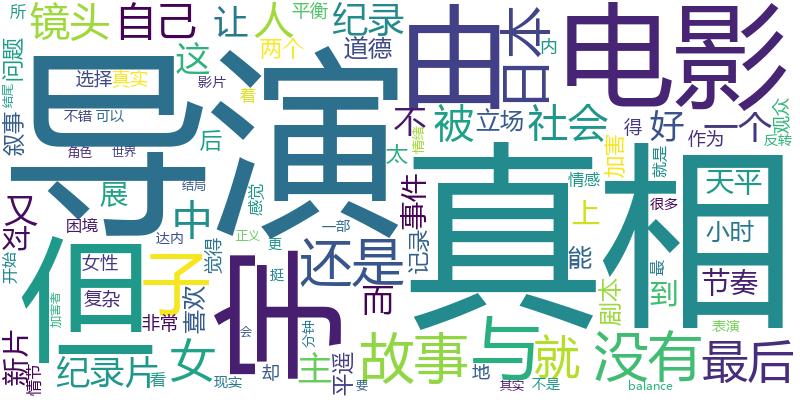 所 镜头 自己 让 人 平衡 纪录 由 电影
问题 选择 真实 这 两个 道德 日本 内
结尾 影片 着
叙事 导演 不 被 立场 社会 得 好 一个 观众
不错 可以 后 情绪 太 作为 反转
角色 世界 真相 加害 就是
又 展 结局 感觉 事件 情感 天平
对 困境 中 一部 上 很多
达内 正义 更 还是 记录 能 小时
开始 但 女性 子 觉得 宇 挺 而 剧本 到 最 节奏
加害者 复杂 喜欢 分钟
新片 非常 会 故事 与 就 没有 表演 最后
情节 纪录片 看 女 现实 却 主 平遥 要 地 其实 不是 balance